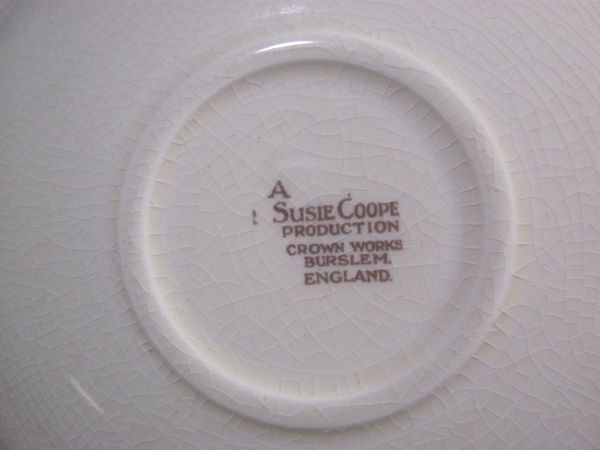 A
SUSIE COOPE
PRODUCTION
CROWN WORKS
BURSLEM.
ENGLAND.